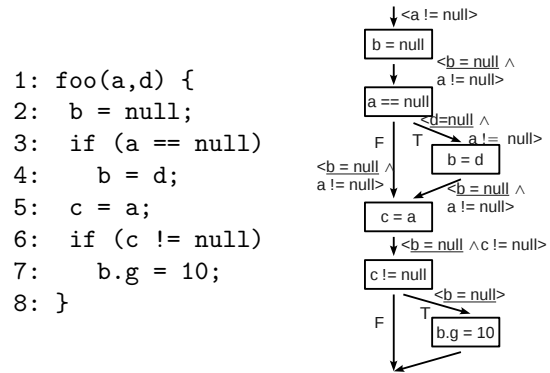 1: foo(a,d) {
2: b = null;
3: if (a == null)
4: b = d;
5: c = a;
6: if (c != null)
7: b.g = 10;
8: }
<a != null>
b = null
<b = null ∧
a != null>
a == null
<d=null ∧
a != null>
F
T
b = d
<b = null ∧
a != null>
<b = null ∧
a != null>
c = a
<b = null ∧c != null>
c != null
<b = null>
F
T
b.g = 10